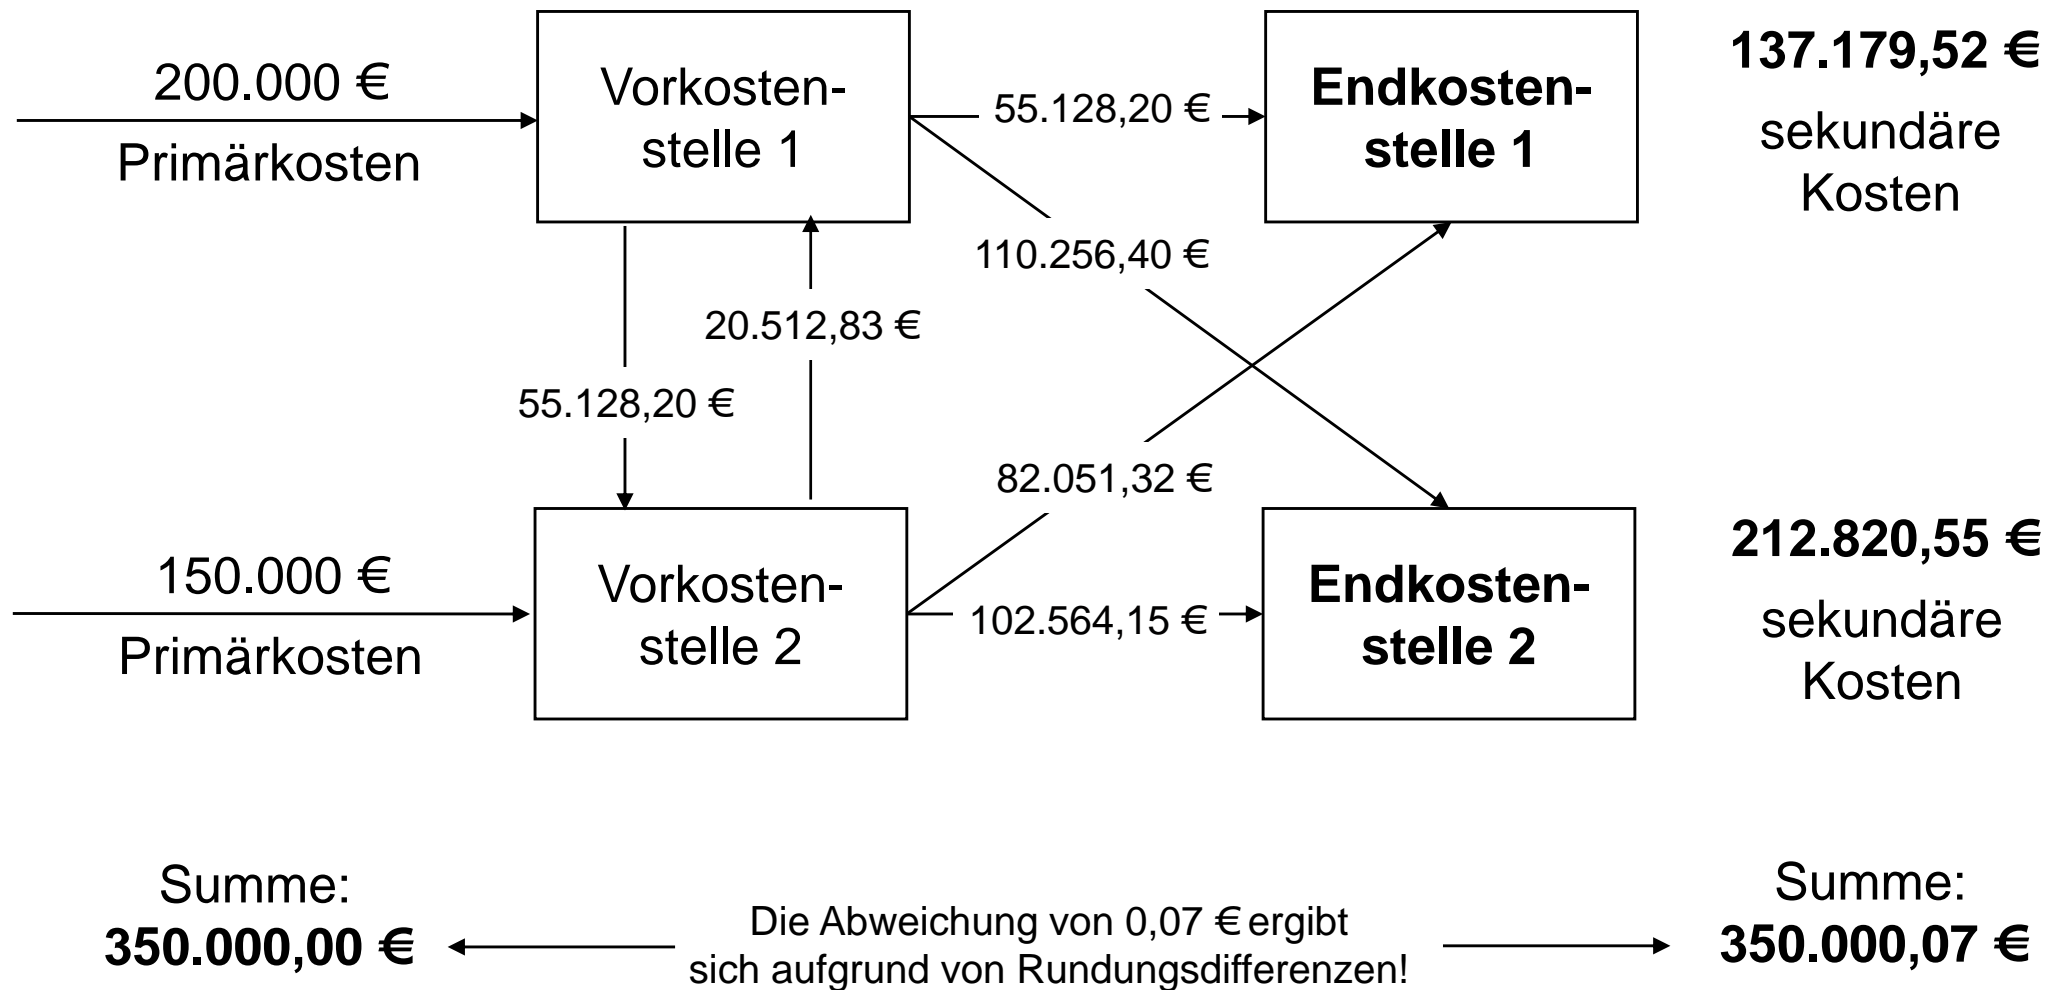 200.000 €
Primärkosten
Vorkosten-
stelle 1
55.128,20 €
Endkosten-
stelle 1
137.179,52 €
sekundäre
Kosten
110.256,40 €
20.512,83 €
55.128,20 €
82.051,32 €
150.000 €
Primärkosten
Vorkosten-
stelle 2
102.564,15 €
Endkosten-
stelle 2
212.820,55 €
sekundäre
Kosten
Summe:
350.000,00 €
Die Abweichung von 0,07 € ergibt
sich aufgrund von Rundungsdifferenzen!
Summe:
350.000,07 €